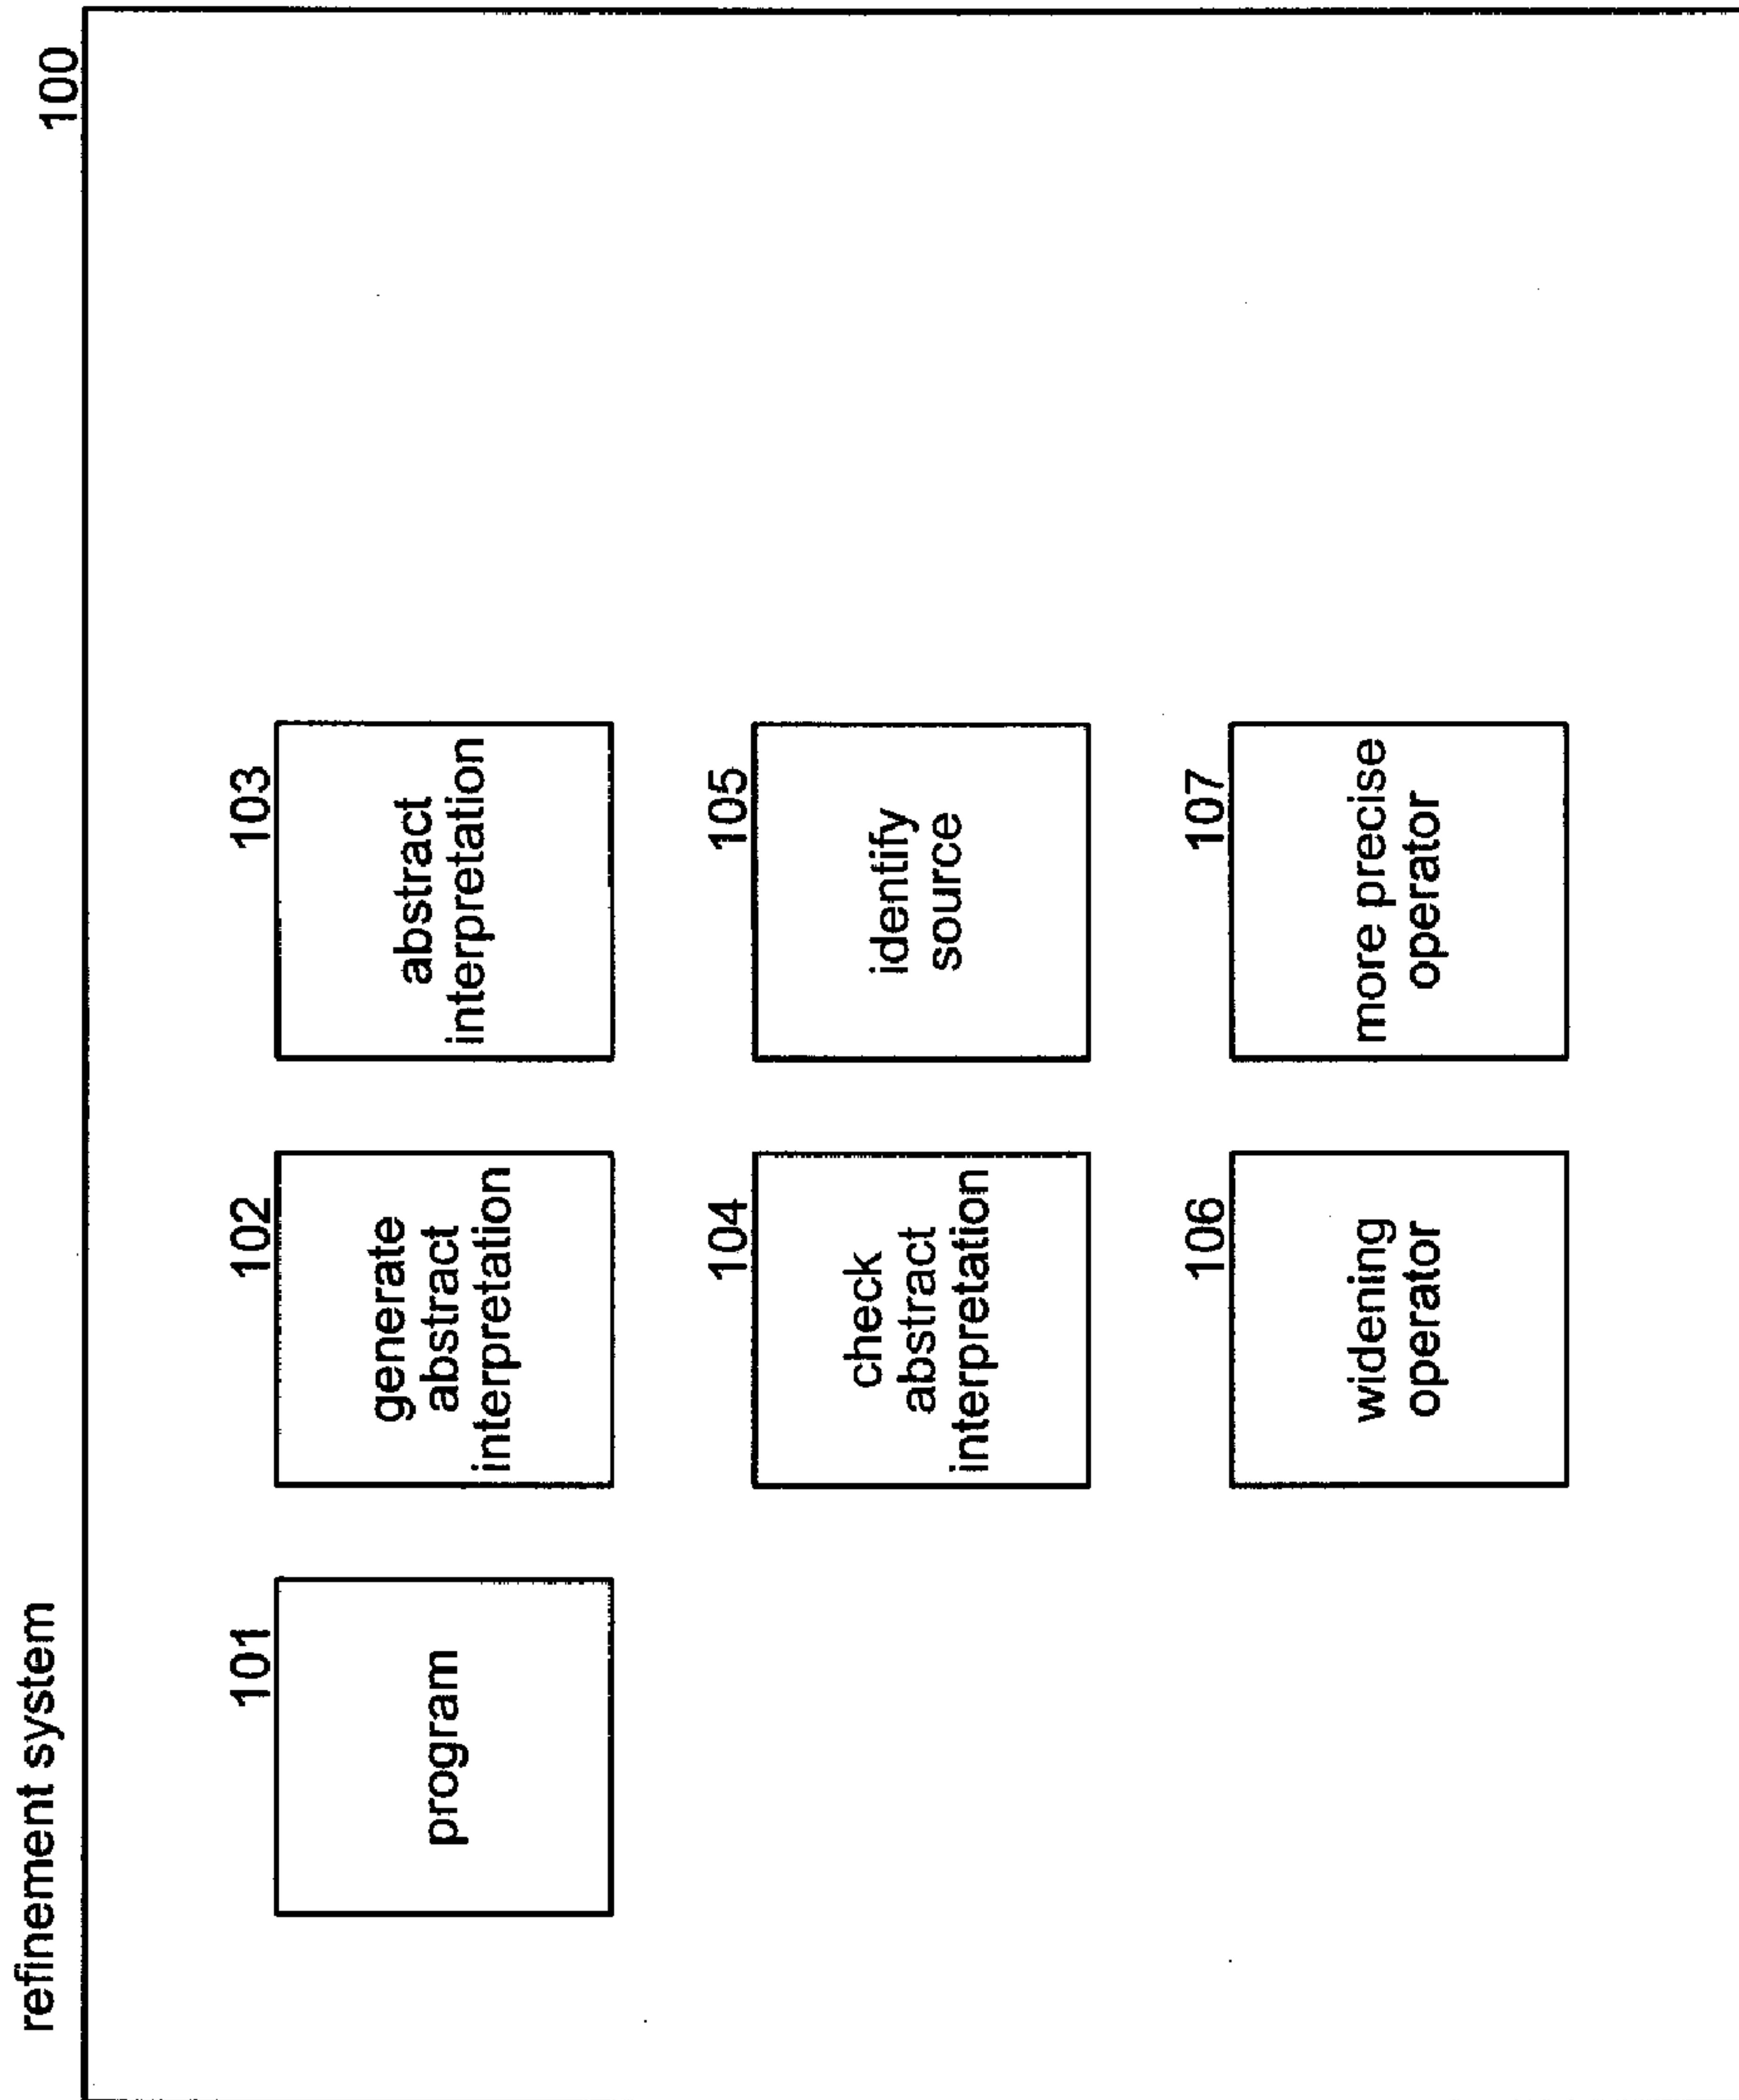 refinement system
100
101
program
102
generate
abstract
interpretation
103
abstract
interpretation
104
check
abstract
interpretation
105
identify
source
106
widening
operator
107
more precise
operator